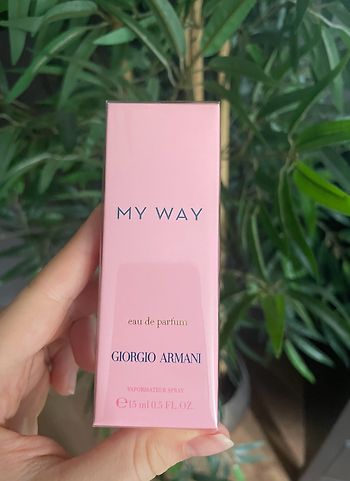 MY WAY
eau de parfum
GIORGIO ARMANI
VAPORISATEUR SPRAY
℮15 ml 0.5 FL.OZ.